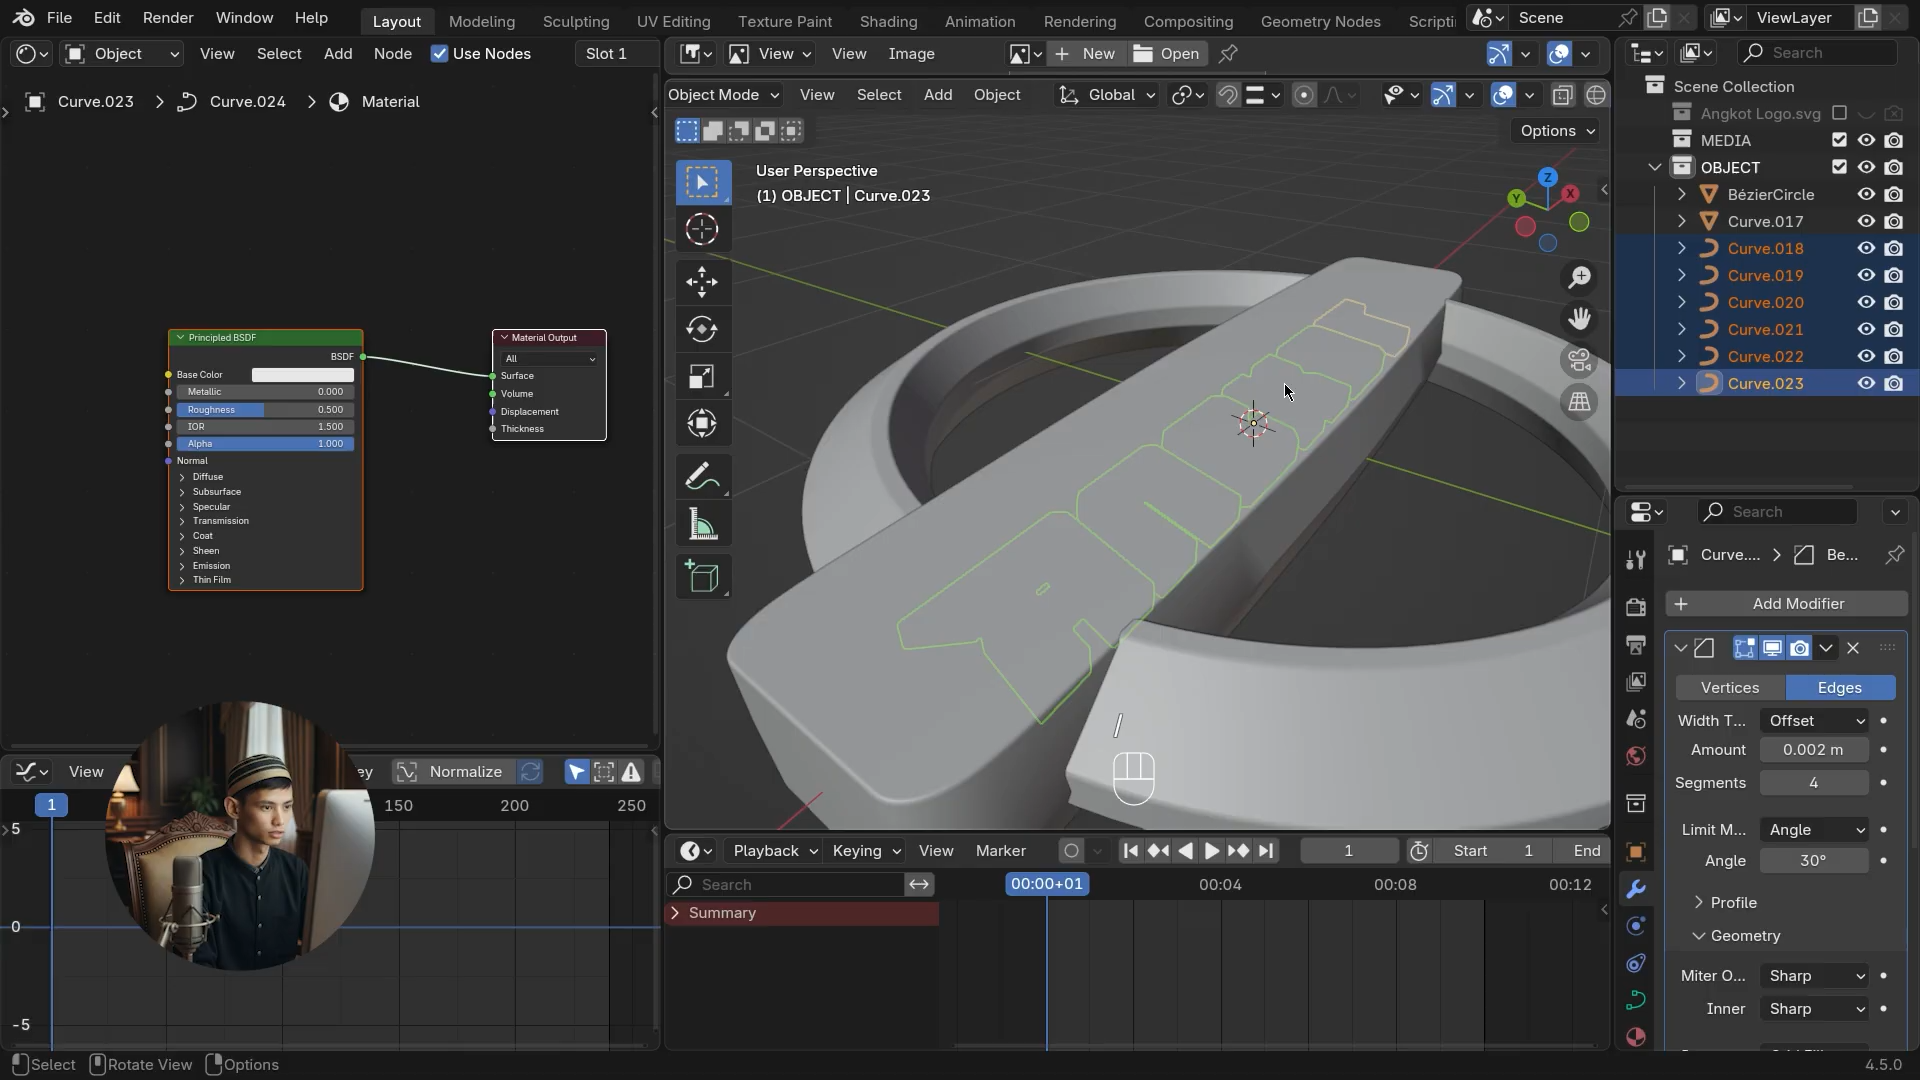 File Edit Render Window Help
Layout Modeling Sculpting UV Editing Texture Paint Shading Animation Rendering Compositing Geometry Nodes Scripti
Scene
ViewLayer
Object View Select Add Node Use Nodes Slot 1
View View Image New Open
Search
Curve.023 > Curve.024 > Material
Object Mode View Select Add Object Global
Options
User Perspective
(1) OBJECT | Curve.023
Z
Y
X
Scene Collection
Angkot Logo.svg
MEDIA
OBJECT
BézierCircle
Curve.017
Curve.018
Curve.019
Curve.020
Curve.021
Curve.022
Curve.023
Principled BSDF
BSDF
Base Color
Metallic 0.000
Roughness 0.500
IOR 1.500
Alpha 1.000
Normal
Diffuse
Subsurface
Specular
Transmission
Coat
Sheen
Emission
Thin Film
Material Output
All
Surface
Volume
Displacement
Thickness
/
Search
Curve.... > Be...
Add Modifier
Vertices Edges
Width T... Offset
Amount 0.002 m
Segments 4
Limit M... Angle
Angle 30°
Profile
Geometry
Miter O... Sharp
Inner Sharp
View ey Normalize
1 150 200 250
5
0
-5
Playback Keying View Marker 1 Start 1 End
Search
00:00+01 00:04 00:08 00:12
Summary
Select Rotate View Options
4.5.0